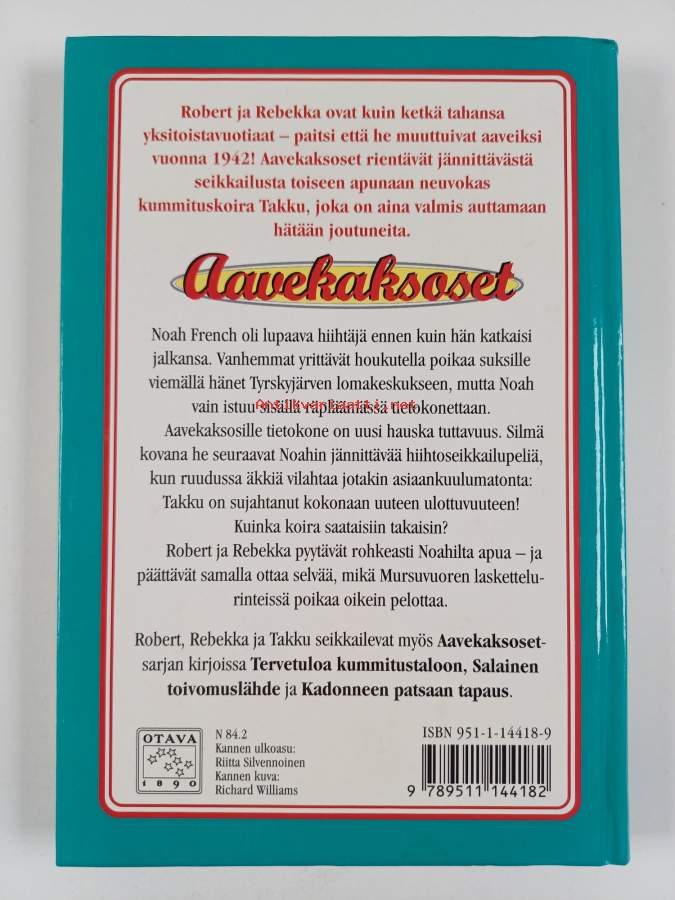 Robert ja Rebekka ovat kuin ketkä tahansa
yksitoistavuotiaat – paitsi että he muuttuivat aaveiksi
vuonna 1942! Aavekaksoset rientävät jännittävästä
seikkailusta toiseen apunaan neuvokas
kummituskoira Takku, joka on aina valmis auttamaan
hätään joutuneita.
Aavekaksoset
Noah French oli lupaava hiihtäjä ennen kuin hän katkaisi
jalkansa. Vanhemmat yrittävät houkutella poikaa suksille
viemällä hänet Tyrskyjärven lomakeskukseen, mutta Noah
vain istuu sisällä räpläämässä tietokonettaan.
Antikvariaatti.net
Aavekaksosille tietokone on uusi hauska tuttavuus. Silmä
kovana he seuraavat Noahin jännittävää hiihtoseikkailupeliä,
kun ruudussa äkkiä vilahtaa jotakin asiaankuulumatonta:
Takku on sujahtanut kokonaan uuteen ulottuvuuteen!
Kuinka koira saataisiin takaisin?
Robert ja Rebekka pyytävät rohkeasti Noahilta apua – ja
päättävät samalla ottaa selvää, mikä Mursuvuoren laskettelu-
rinteissä poikaa oikein pelottaa.
Robert, Rebekka ja Takku seikkailevat myös Aavekaksoset-
sarjan kirjoissa Tervetuloa kummitustaloon, Salainen
toivomuslähde ja Kadonneen patsaan tapaus.
OTAVA
1890
N 84.2
Kannen ulkoasu:
Riitta Silvennoinen
Kannen kuva:
Richard Williams
ISBN 951-1-14418-9
9 789511 144182